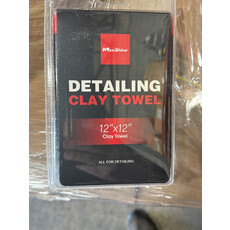 MaxShine
DETAILING
CLAY TOWEL
12"x12"
Clay Towel
ALL FOR DETAILING